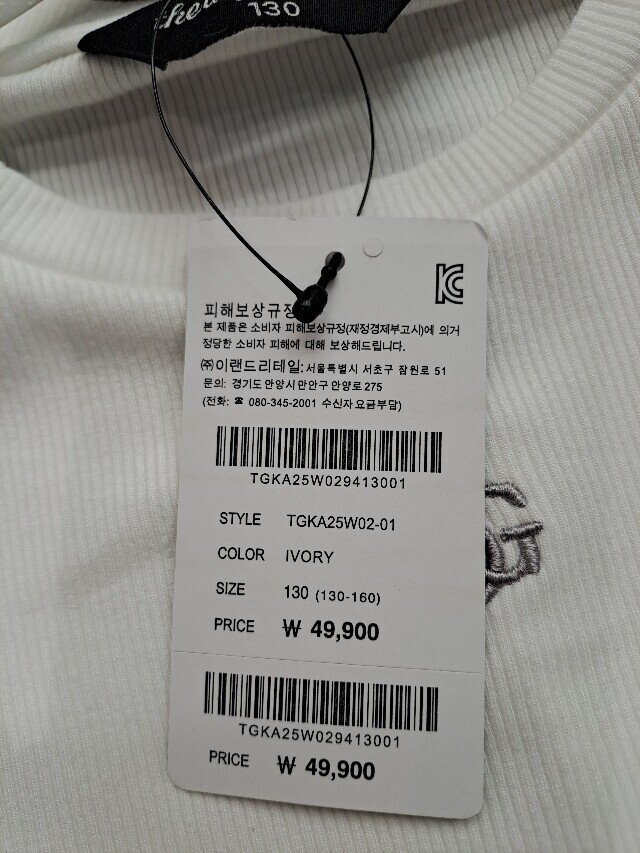 130
피해보상규정
본 제품은 소비자 피해보상규정(재정경제부고시)에 의거
정당한 소비자 피해에 대해 보상해드립니다.
㈜이랜드리테일: 서울특별시 서초구 잠원로 51
문의: 경기도 안양시 만안구 안양로 275
(전화: ☎ 080-345-2001 수신자 요금부담)
TGKA25W029413001
STYLE TGKA25W02-01
COLOR IVORY
SIZE 130 (130-160)
PRICE ₩ 49,900
TGKA25W029413001
PRICE ₩ 49,900